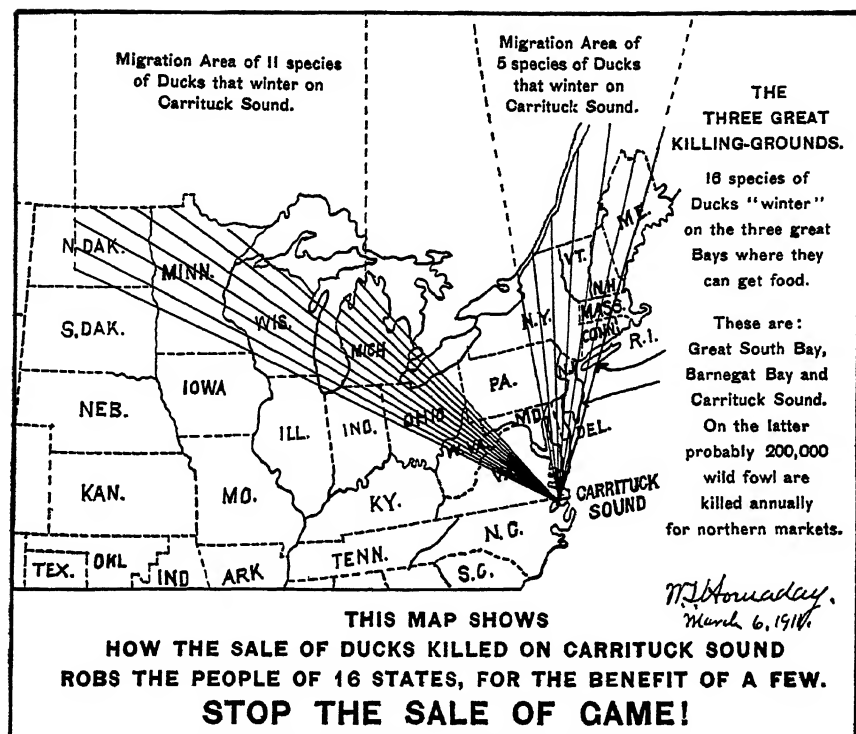 Migration Area of 11 species
of Ducks that winter on
Carrituck Sound.
Migration Area of
5 species of Ducks
that winter on
Carrituck Sound.
THE
THREE GREAT
KILLING-GROUNDS.
16 species of
Ducks "winter"
on the three great
Bays where they
can get food.
These are:
Great South Bay,
Barnegat Bay and
Carrituck Sound.
On the latter
probably 200,000
wild fowl are
killed annually
for northern markets.
N.DAK.
MINN.
S.DAK.
WIS.
MICH
NEB.
IOWA
ILL.
IND.
OHIO
PA.
N.Y.
VT.
N.H.
ME.
MASS.
CONN.
R.I.
N.J.
MD.
DEL.
W.VA.
KAN.
MO.
KY.
CARRITUCK
SOUND
N.C.
TENN.
S.C.
TEX.
OKL
IND
ARK
W.T. Hornaday.
March 6, 1911.
THIS MAP SHOWS
HOW THE SALE OF DUCKS KILLED ON CARRITUCK SOUND
ROBS THE PEOPLE OF 16 STATES, FOR THE BENEFIT OF A FEW.
STOP THE SALE OF GAME!